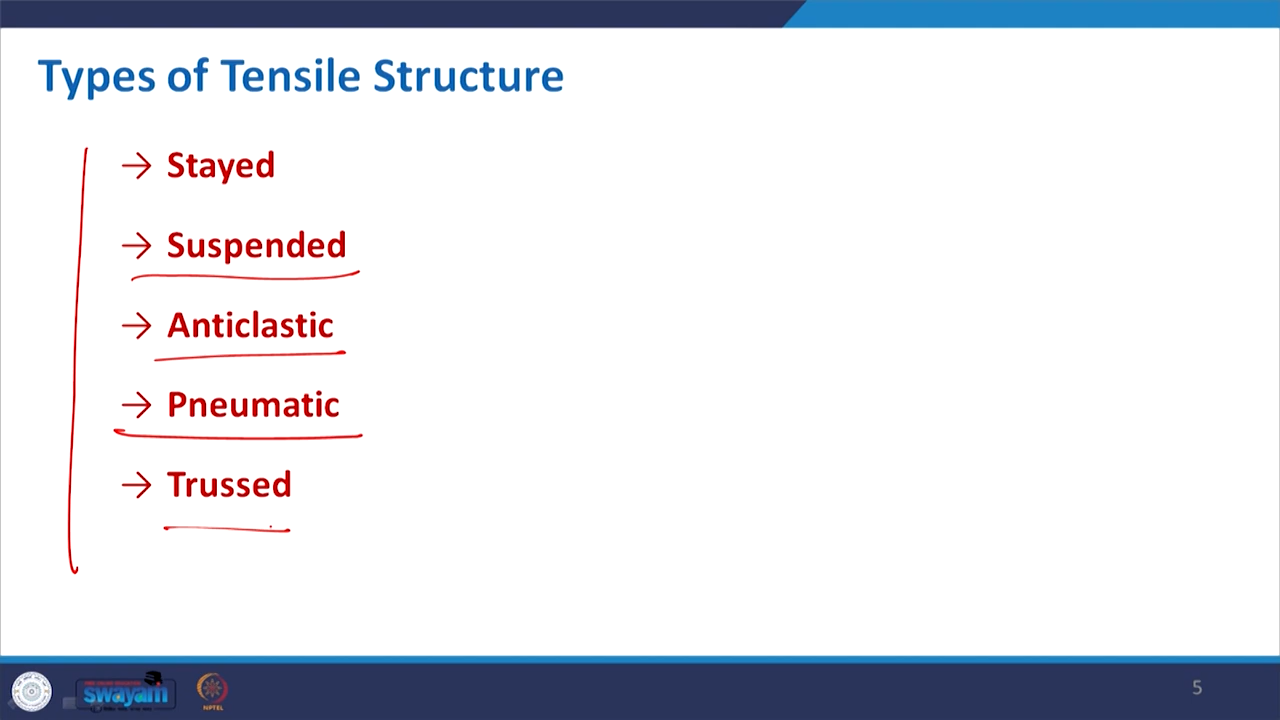 Types of Tensile Structure
→ Stayed
→ Suspended
→ Anticlastic
→ Pneumatic
→ Trussed
swayam
NPTEL
5